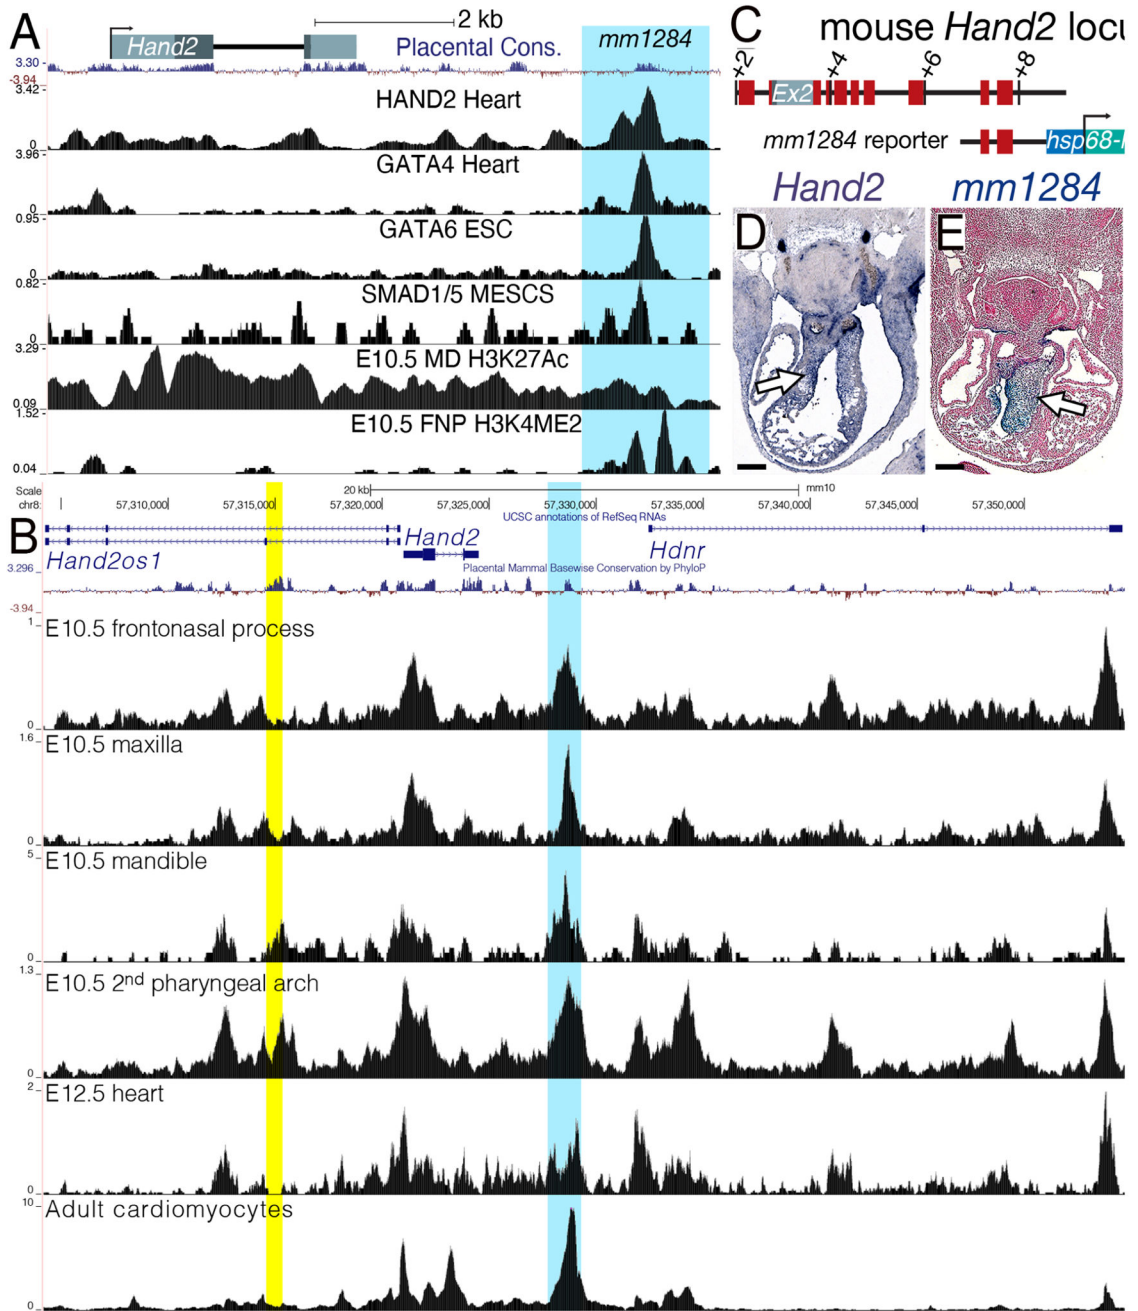 A
2 kb
Hand2
Placental Cons.
mm1284
3.30
-3.94
3.42
HAND2 Heart
0
3.96
GATA4 Heart
0
0.95
GATA6 ESC
0
0.82
SMAD1/5 MESCS
0
3.29
E10.5 MD H3K27Ac
0.09
1.52
E10.5 FNP H3K4ME2
0.04
C
mouse Hand2 locu
+2
+4
+6
+8
Ex2
mm1284 reporter
hsp68-l
Hand2
mm1284
D
E
Scale
20 kb
mm10
chr8:
57,310,000
57,315,000
57,320,000
57,325,000
57,330,000
57,335,000
57,340,000
57,345,000
57,350,000
UCSC annotations of RefSeq RNAs
B
Hand2os1
Hand2
Hdnr
3.296
Placental Mammal Basewise Conservation by PhyloP
-3.94
1
E10.5 frontonasal process
0
1.6
E10.5 maxilla
0
5
E10.5 mandible
0
1.3
E10.5 2nd pharyngeal arch
0
2
E12.5 heart
0
10
Adult cardiomyocytes
0